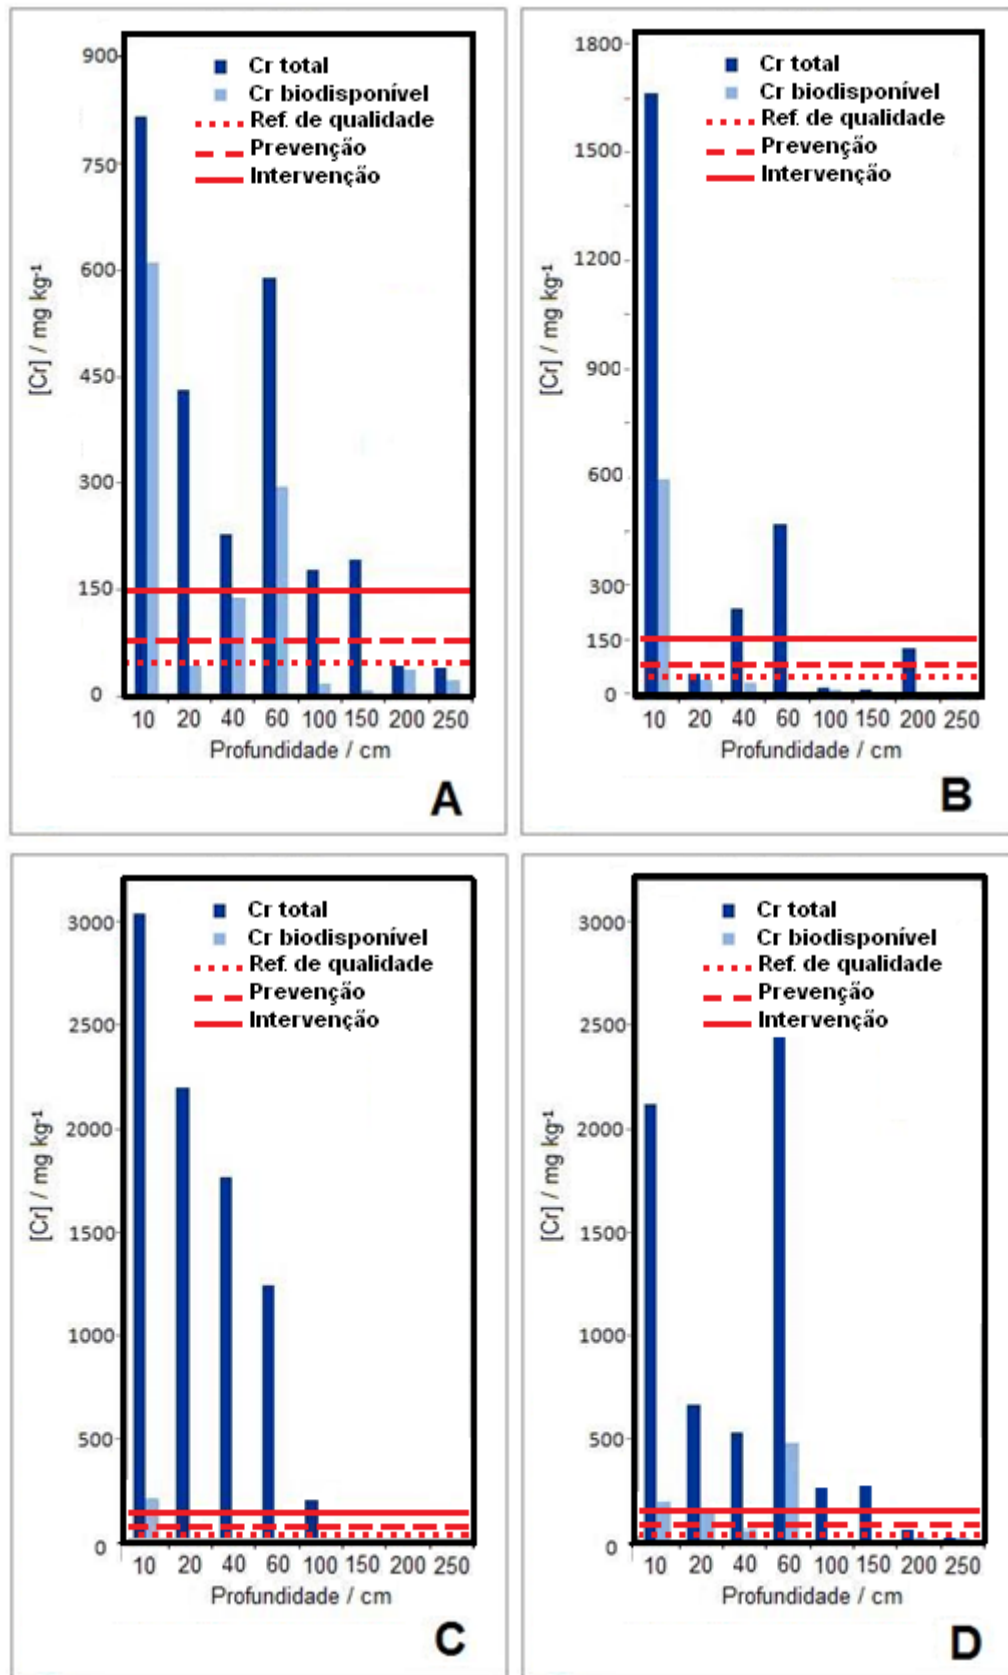 900
750
600
450
300
150
0
[Cr] / mg kg⁻¹
Cr total
Cr biodisponível
Ref. de qualidade
Prevenção
Intervenção
10 20 40 60 100 150 200 250
Profundidade / cm
A
1800
1500
1200
900
600
300
150
0
[Cr] / mg kg⁻¹
Cr total
Cr biodisponível
Ref. de qualidade
Prevenção
Intervenção
10 20 40 60 100 150 200 250
Profundidade / cm
B
3000
2500
2000
1500
1000
500
0
[Cr] / mg kg⁻¹
Cr total
Cr biodisponível
Ref. de qualidade
Prevenção
Intervenção
10 20 40 60 100 150 200 250
Profundidade / cm
C
3000
2500
2000
1500
1000
500
0
[Cr] / mg kg⁻¹
Cr total
Cr biodisponível
Ref. de qualidade
Prevenção
Intervenção
10 20 40 60 100 150 200 250
Profundidade / cm
D